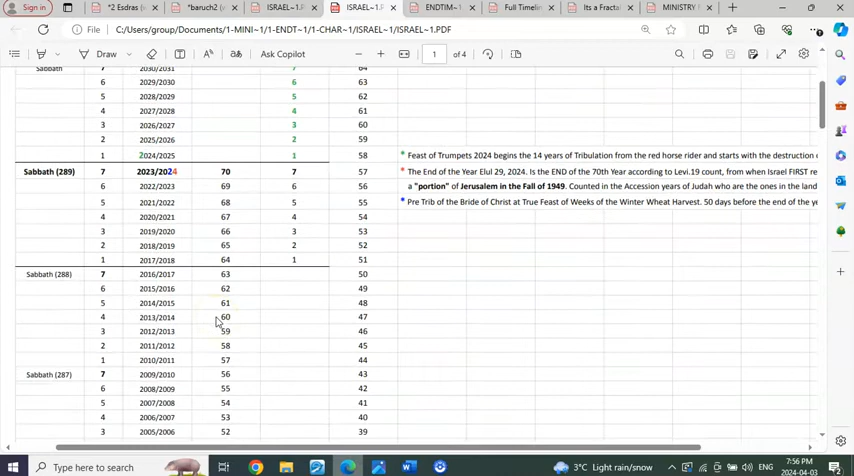 Sign in *2 Esdras ( *baruch2 (v ISRAEL~1. ISRAEL~1.P ENDTIM~1 Full Timelin Its a Fractal MINISTRY N
File C:/Users/group/Documents/1-MINI~1/1-ENDT~1/1-CHAR~1/ISRAEL~1/ISRAEL~1.PDF
Draw Ask Copilot 1 of 4
Sabbath 7 2030/2031 7 64
6 2029/2030 6 63
5 2028/2029 5 62
4 2027/2028 4 61
3 2026/2027 3 60
2 2025/2026 2 59
1 2024/2025 1 58 * Feast of Trumpets 2024 begins the 14 years of Tribulation from the red horse rider and starts with the destruction
Sabbath (289) 7 2023/2024 70 7 57 * The End of the Year Elul 29, 2024. Is the END of the 70th Year according to Levi.19 count, from when Israel FIRST re
6 2022/2023 69 6 56 a "portion" of Jerusalem in the Fall of 1949. Counted in the Accession years of Judah who are the ones in the land
5 2021/2022 68 5 55 * Pre Trib of the Bride of Christ at True Feast of Weeks of the Winter Wheat Harvest. 50 days before the end of the ye
4 2020/2021 67 4 54
3 2019/2020 66 3 53
2 2018/2019 65 2 52
1 2017/2018 64 1 51
Sabbath (288) 7 2016/2017 63 50
6 2015/2016 62 49
5 2014/2015 61 48
4 2013/2014 60 47
3 2012/2013 59 46
2 2011/2012 58 45
1 2010/2011 57 44
Sabbath (287) 7 2009/2010 56 43
6 2008/2009 55 42
5 2007/2008 54 41
4 2006/2007 53 40
3 2005/2006 52 39
Type here to search 3°C Light rain/snow 7:56 PM
2024-04-03